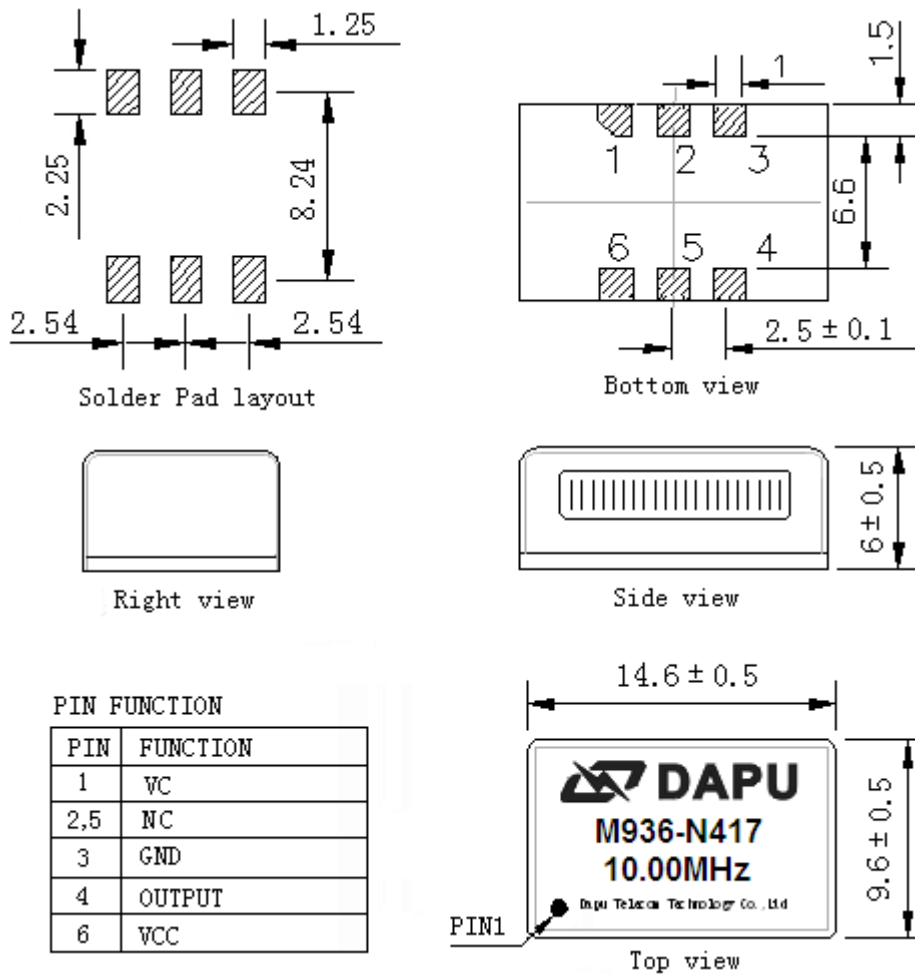 1.25
2.25
8.24
2.54
2.54
Solder Pad layout
1
1.5
1
2
3
6.6
6
5
4
2.5±0.1
Bottom view
Right view
6±0.5
Side view
PIN FUNCTION
PIN FUNCTION
1 VC
2,5 NC
3 GND
4 OUTPUT
6 VCC
14.6±0.5
DAPU
M936-N417
10.00MHz
Dapu Telecom Technology Co.,Ltd
PIN1
9.6±0.5
Top view